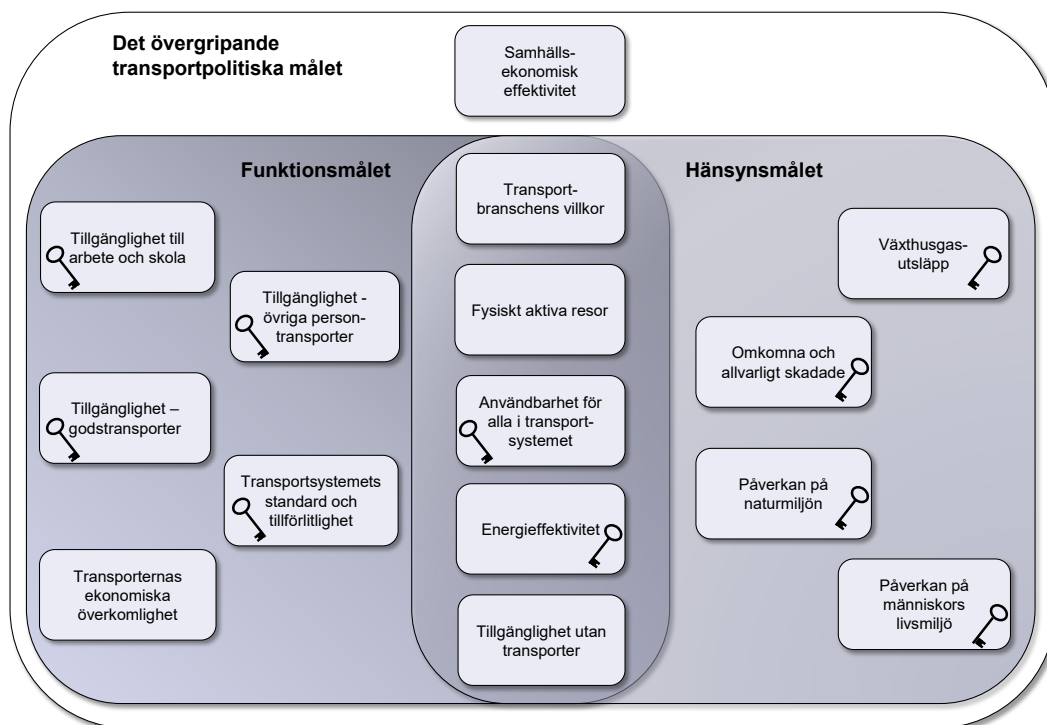 Det övergripande
transportpolitiska målet
Samhälls-
ekonomisk
effektivitet
Funktionsmålet
Hänsynsmålet
Tillgänglighet till
arbete och skola
Tillgänglighet -
övriga person-
transporter
Tillgänglighet –
godstransporter
Transportsystemets
standard och
tillförlitlighet
Transporternas
ekonomiska
överkomlighet
Transport-
branschens villkor
Fysiskt aktiva resor
Användbarhet för
alla i transport-
systemet
Energieffektivitet
Tillgänglighet utan
transporter
Växthusgas-
utsläpp
Omkomna och
allvarligt skadade
Påverkan på
naturmiljön
Påverkan på
människors
livsmiljö